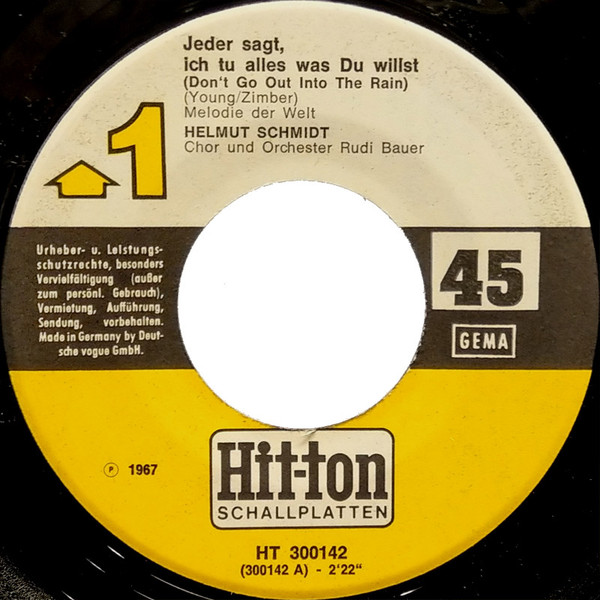 Jeder sagt,
ich tu alles was Du willst
(Don't Go Out Into The Rain)
(Young/Zimber)
Melodie der Welt
HELMUT SCHMIDT
Chor und Orchester Rudi Bauer
1
Urheber- u. Leistungs-
schutzrechte, besonders
Vervielfältigung (außer
zum persönl. Gebrauch),
Vermietung, Aufführung,
Sendung, vorbehalten.
Made in Germany by Deut-
sche vogue GmbH.
45
GEMA
℗ 1967
Hit-ton
SCHALLPLATTEN
HT 300142
(300142 A) - 2'22"